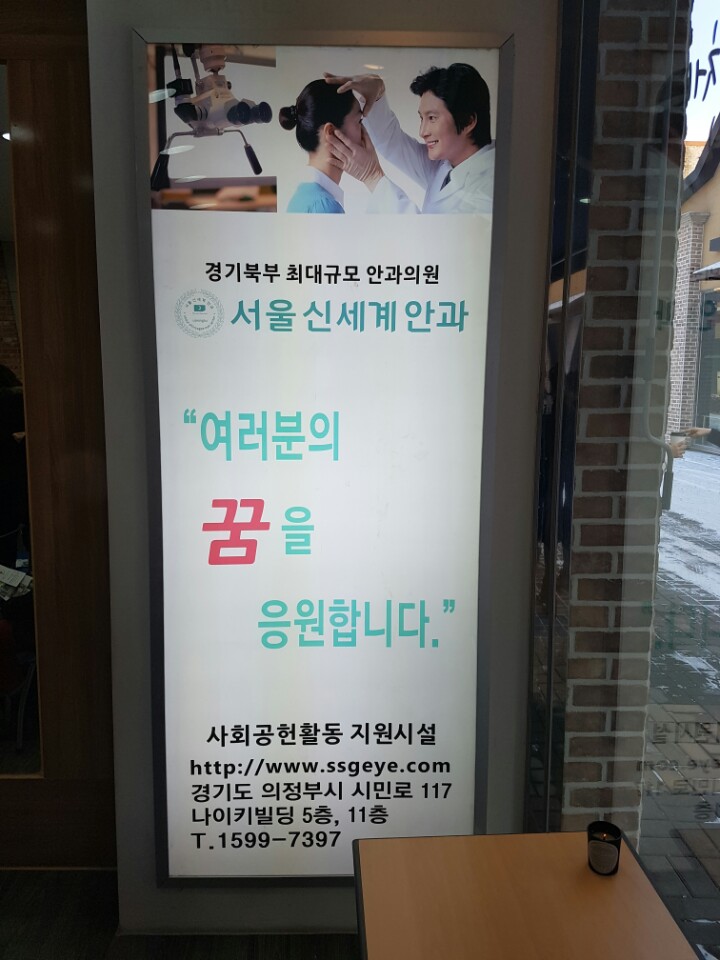 경기북부 최대규모 안과의원
서울신세계안과
“여러분의
꿈을
응원합니다.”
사회공헌활동 지원시설
http://www.ssgeye.com
경기도 의정부시 시민로 117
나이키빌딩 5층, 11층
T.1599-7397